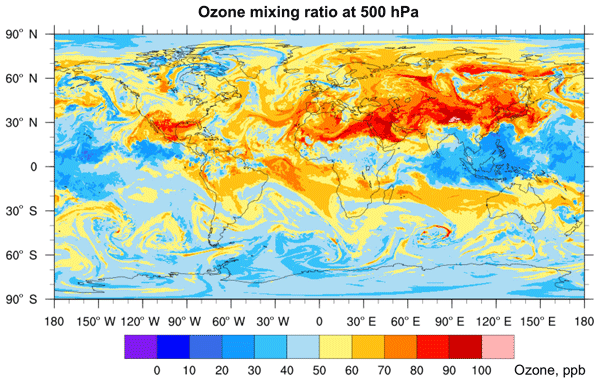 Ozone mixing ratio at 500 hPa
90° N
60° N
30° N
0
30° S
60° S
90° S
180 150° W 120° W 90° W 60° W 30° W 0 30° E 60° E 90° E 120° E 150° E 180
0 10 20 30 40 50 60 70 80 90 100 Ozone, ppb